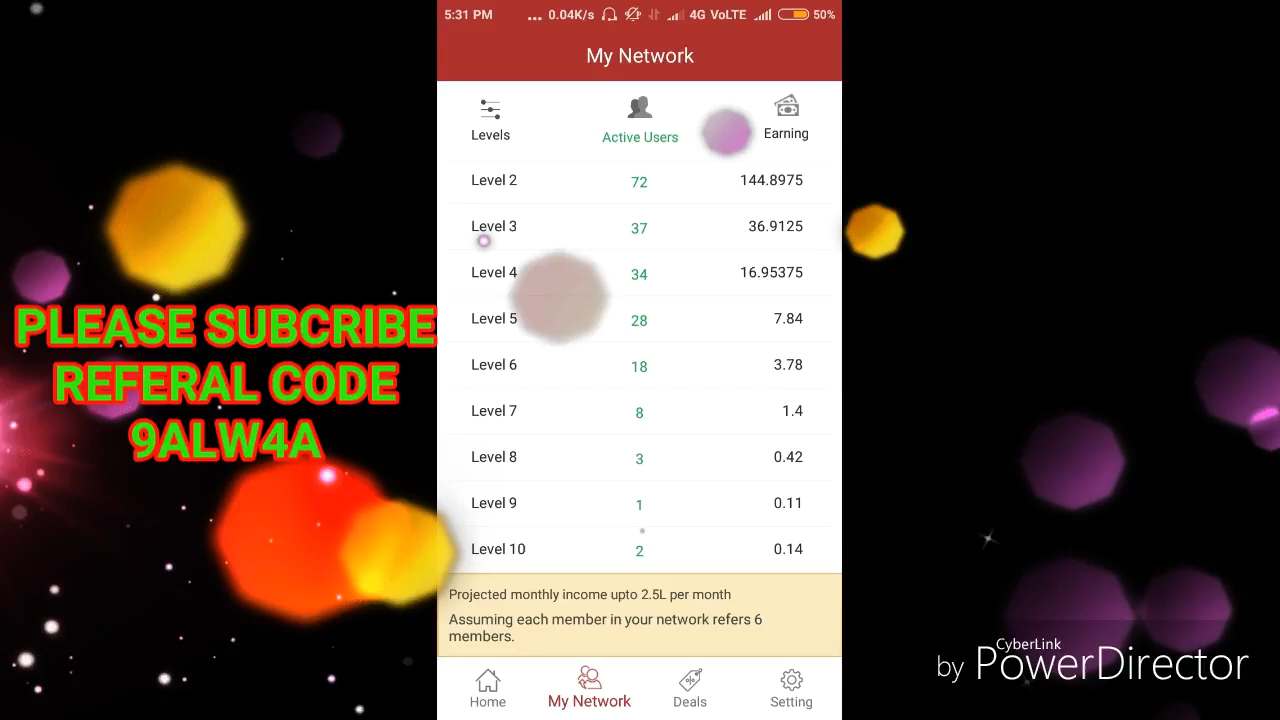 5:31 PM ... 0.04K/s 4G VoLTE 50%
My Network
Levels Active Users Earning
Level 2 72 144.8975
Level 3 37 36.9125
Level 4 34 16.95375
Level 5 28 7.84
Level 6 18 3.78
Level 7 8 1.4
Level 8 3 0.42
Level 9 1 0.11
Level 10 2 0.14
Projected monthly income upto 2.5L per month
Assuming each member in your network refers 6
members.
Home My Network Deals Setting
PLEASE SUBCRIBE
REFERAL CODE
9ALW4A
CyberLink
by PowerDirector